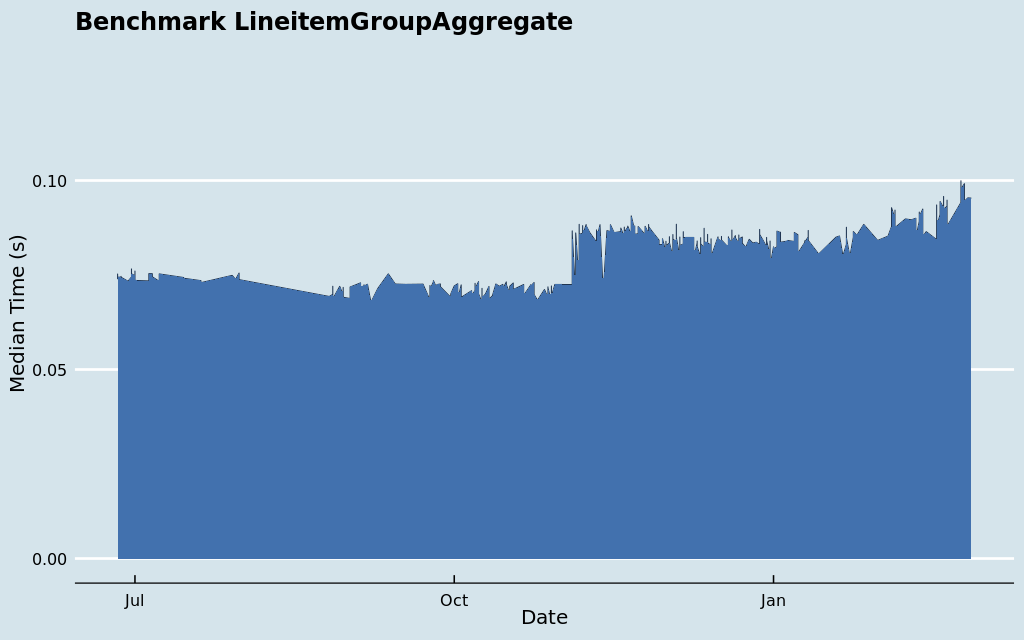 Benchmark LineitemGroupAggregate
Median Time (s)
0.10
0.05
0.00
Jul
Oct
Jan
Date